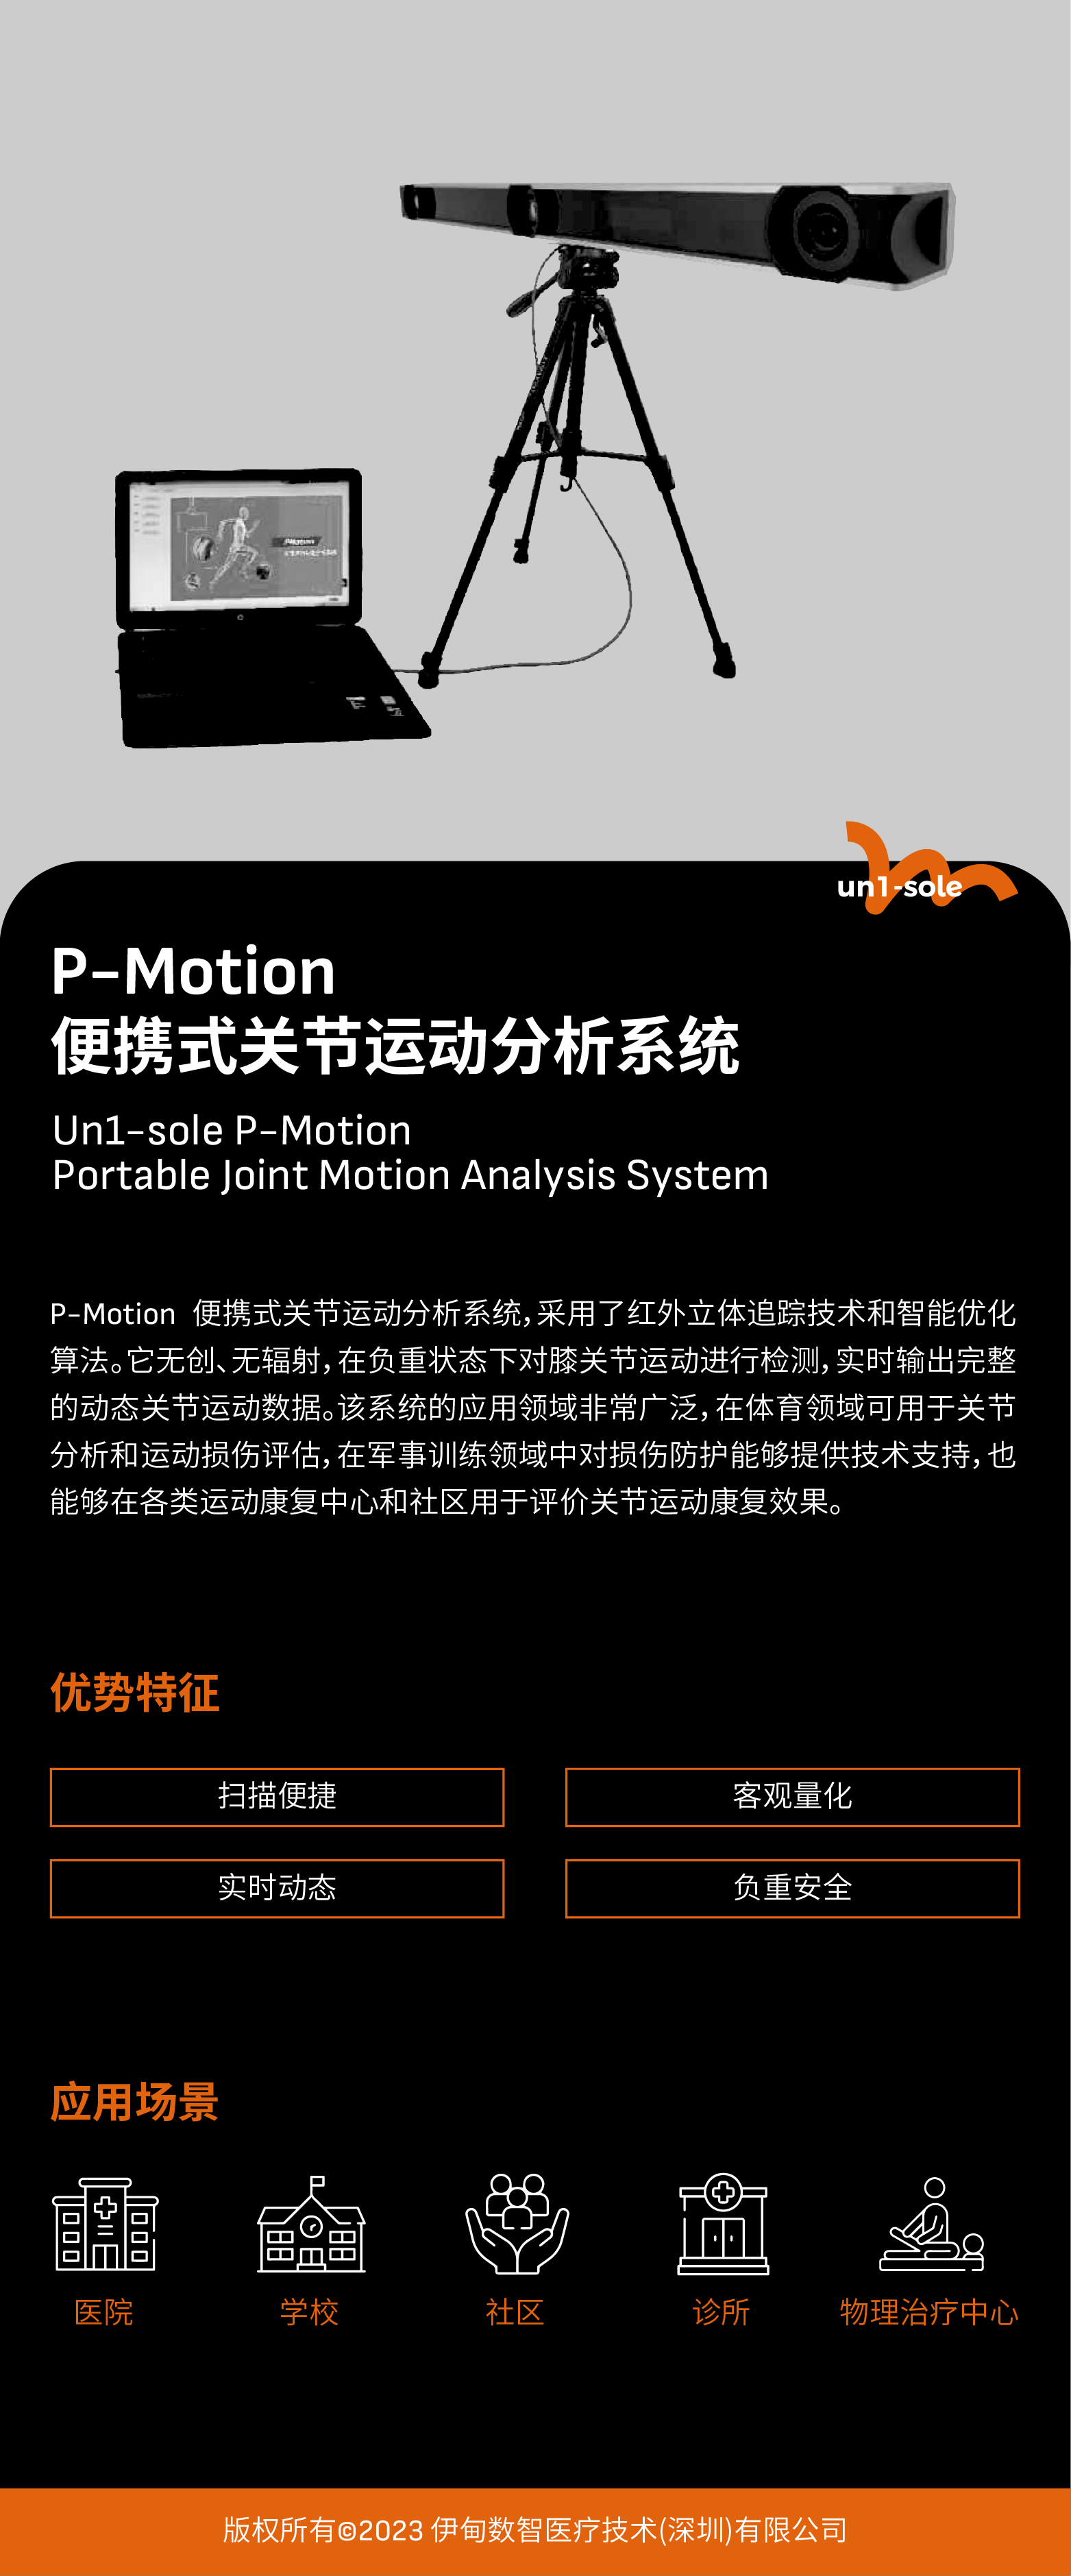 un1-sole
P-Motion
便携式关节运动分析系统
Un1-sole P-Motion
Portable Joint Motion Analysis System
P-Motion 便携式关节运动分析系统，采用了红外立体追踪技术和智能优化
算法。它无创、无辐射，在负重状态下对膝关节运动进行检测，实时输出完整
的动态关节运动数据。该系统的应用领域非常广泛，在体育领域可用于关节
分析和运动损伤评估，在军事训练领域中对损伤防护能够提供技术支持，也
能够在各类运动康复中心和社区用于评价关节运动康复效果。
优势特征
扫描便捷
客观量化
实时动态
负重安全
应用场景
医院
学校
社区
诊所
物理治疗中心
版权所有©2023 伊甸数智医疗技术(深圳)有限公司